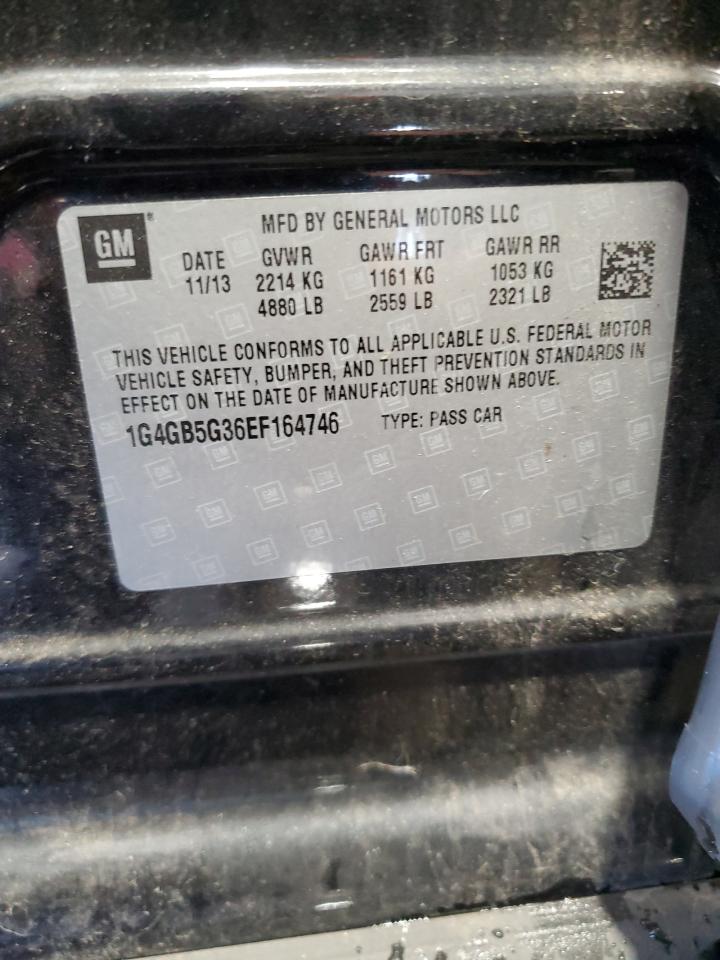 GM
MFD BY GENERAL MOTORS LLC
DATE GVWR GAWR FRT GAWR RR
11/13 2214 KG 1161 KG 1053 KG
4880 LB 2559 LB 2321 LB
THIS VEHICLE CONFORMS TO ALL APPLICABLE U.S. FEDERAL MOTOR
VEHICLE SAFETY, BUMPER, AND THEFT PREVENTION STANDARDS IN
EFFECT ON THE DATE OF MANUFACTURE SHOWN ABOVE.
1G4GB5G36EF164746 TYPE: PASS CAR